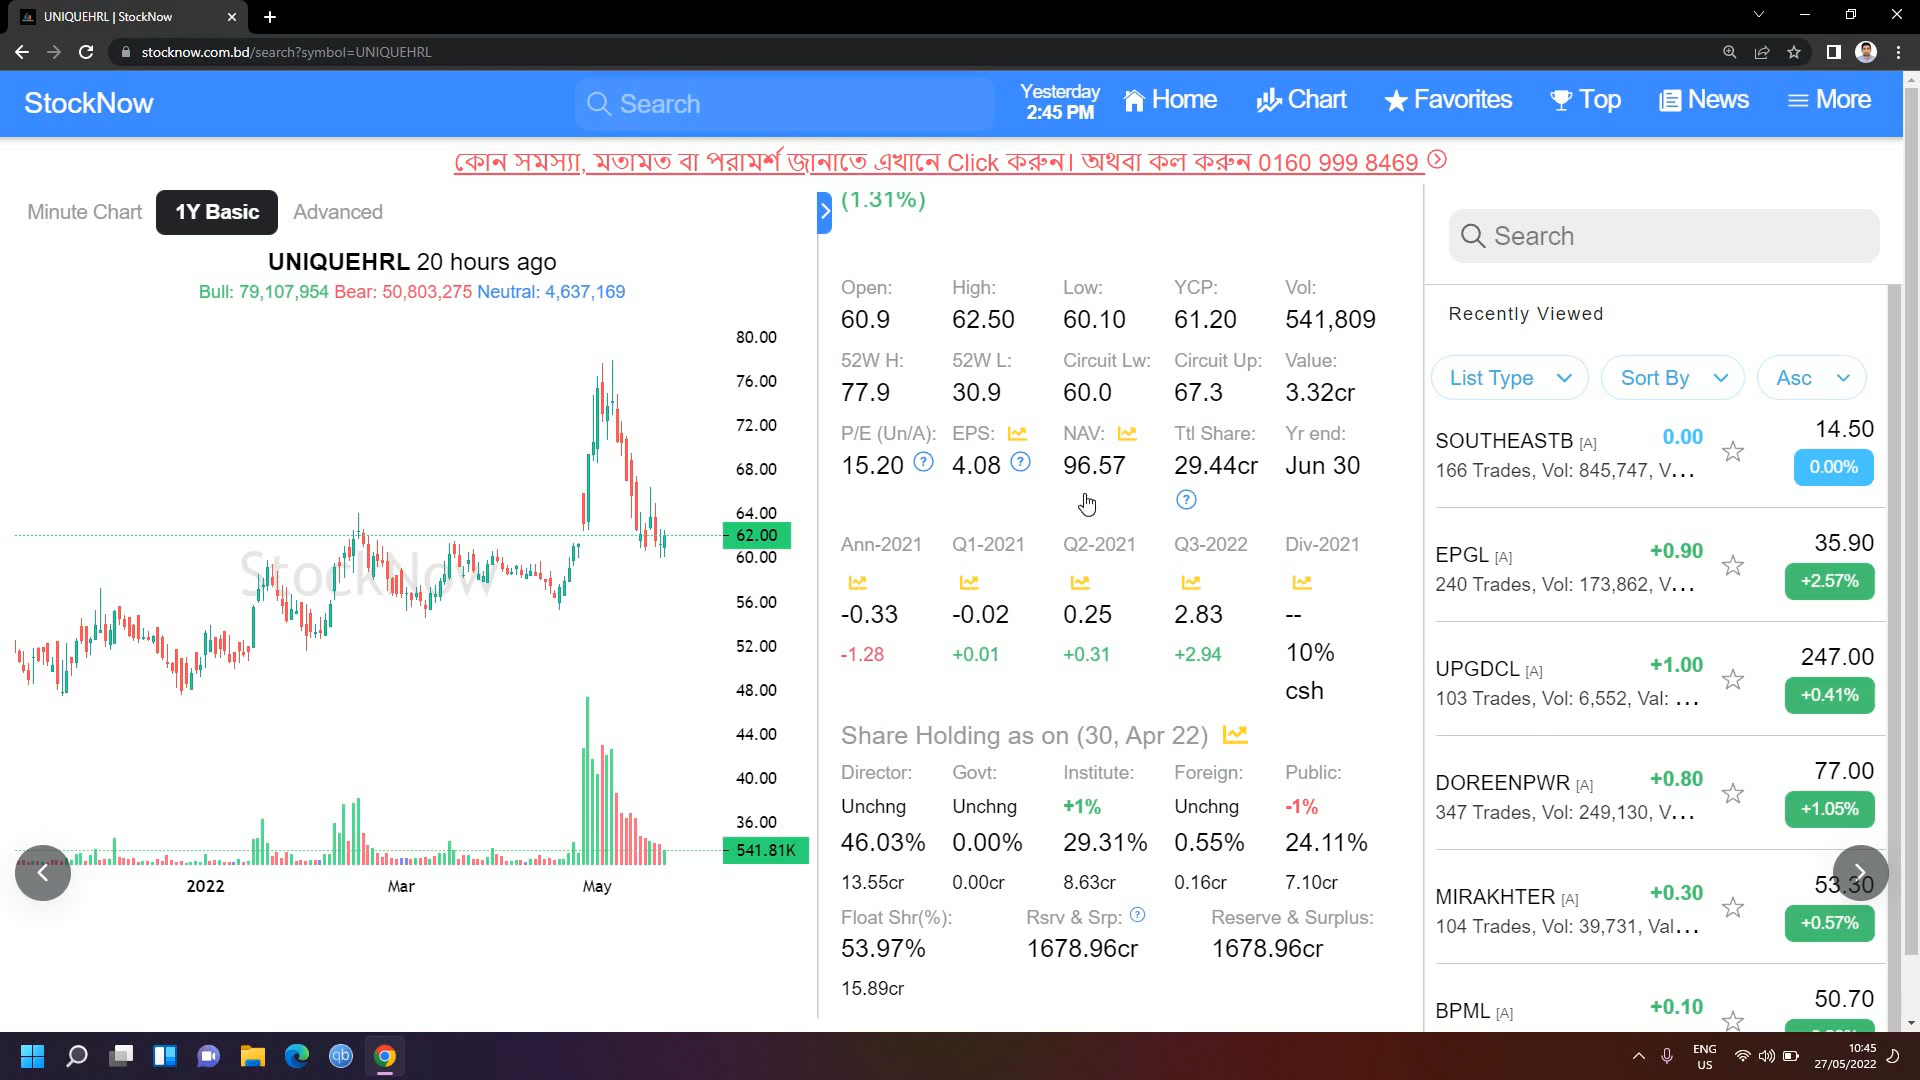 UNIQUEHRL | StockNow
stocknow.com.bd/search?symbol=UNIQUEHRL
StockNow
Search
Yesterday
2:45 PM
Home
Chart
Favorites
Top
News
More
কোন সমস্যা, মতামত বা পরামর্শ জানাতে এখানে Click করুন। অথবা কল করুন 0160 999 8469
Minute Chart
1Y Basic
Advanced
UNIQUEHRL 20 hours ago
Bull: 79,107,954 Bear: 50,803,275 Neutral: 4,637,169
80.00
76.00
72.00
68.00
64.00
62.00
60.00
56.00
52.00
48.00
44.00
40.00
36.00
541.81K
StockNow
2022 Mar May
(1.31%)
Open: High: Low: YCP: Vol:
60.9 62.50 60.10 61.20 541,809
52W H: 52W L: Circuit Lw: Circuit Up: Value:
77.9 30.9 60.0 67.3 3.32cr
P/E (Un/A): EPS: NAV: Ttl Share: Yr end:
15.20 4.08 96.57 29.44cr Jun 30
Ann-2021 Q1-2021 Q2-2021 Q3-2022 Div-2021
-0.33 -0.02 0.25 2.83 --
-1.28 +0.01 +0.31 +2.94 10%
csh
Share Holding as on (30, Apr 22)
Director: Govt: Institute: Foreign: Public:
Unchng Unchng +1% Unchng -1%
46.03% 0.00% 29.31% 0.55% 24.11%
13.55cr 0.00cr 8.63cr 0.16cr 7.10cr
Float Shr(%): Rsrv & Srp: Reserve & Surplus:
53.97% 1678.96cr 1678.96cr
15.89cr
Search
Recently Viewed
List Type Sort By Asc
SOUTHEASTB [A] 0.00 14.50
166 Trades, Vol: 845,747, V... 0.00%
EPGL [A] +0.90 35.90
240 Trades, Vol: 173,862, V... +2.57%
UPGDCL [A] +1.00 247.00
103 Trades, Vol: 6,552, Val: ... +0.41%
DOREENPWR [A] +0.80 77.00
347 Trades, Vol: 249,130, V... +1.05%
MIRAKHTER [A] +0.30 53.30
104 Trades, Vol: 39,731, Val... +0.57%
BPML [A] +0.10 50.70
qb
ENG
US
10:45
27/05/2022